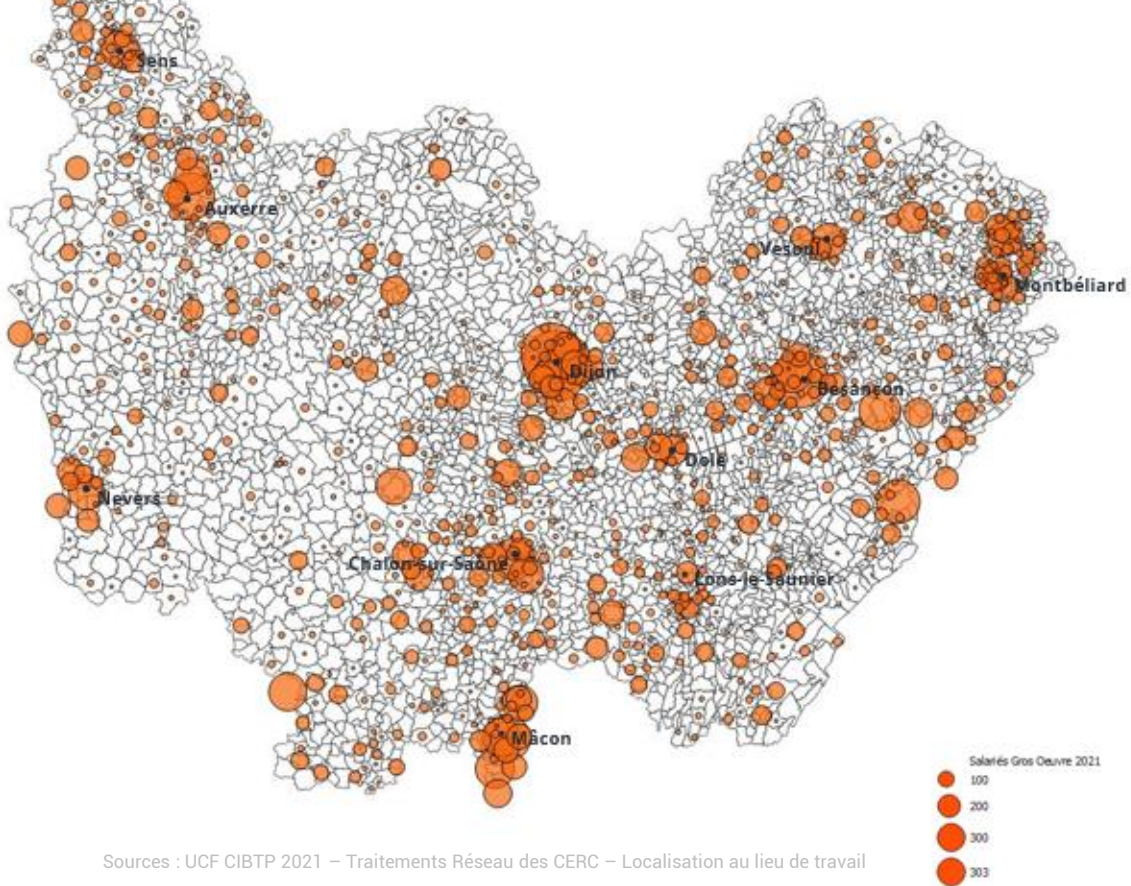 Sens
Auxerre
Vesoul
Montbéliard
Dijon
Besançon
Dole
Nevers
Chalon-sur-Saône
Lons-le-Saunier
Mâcon
Salariés Gros Oeuvre 2021
100
200
300
303
Sources : UCF CIBTP 2021 – Traitements Réseau des CERC – Localisation au lieu de travail